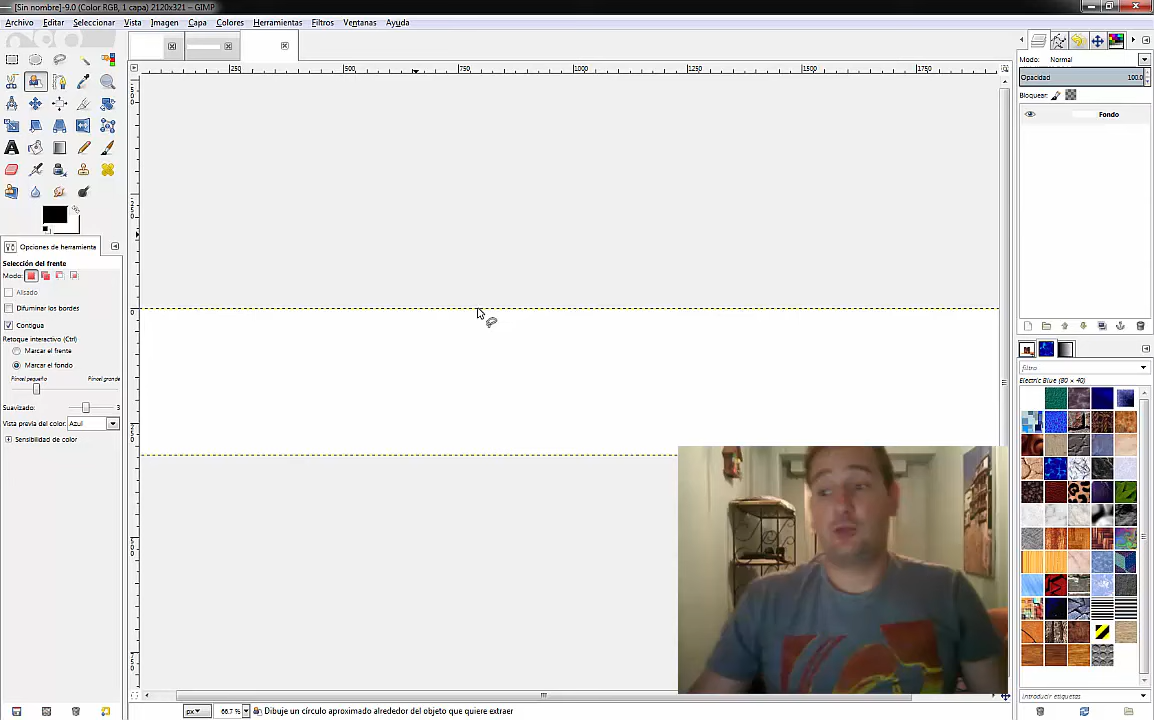 [Sin nombre]-9.0 (Color RGB, 1 capa) 2120x321 – GIMP
Archivo Editar Seleccionar Vista Imagen Capa Colores Herramientas Filtros Ventanas Ayuda
250 500 750 1000 1250 1500 1750
Modo: Normal
Opacidad 100.0
Bloquear:
Fondo
Opciones de herramienta
Selección del frente
Modo:
Alisado
Difuminar los bordes
Contigua
Retoque interactivo (Ctrl)
Marcar el frente
Marcar el fondo
Pincel pequeño Pincel grande
Suavizado: 3
Vista previa del color: Azul
Sensibilidad de color
filtro
Electric Blue (80 × 40)
introducir etiquetas
px 66.7 % Dibuje un círculo aproximado alrededor del objeto que quiere extraer